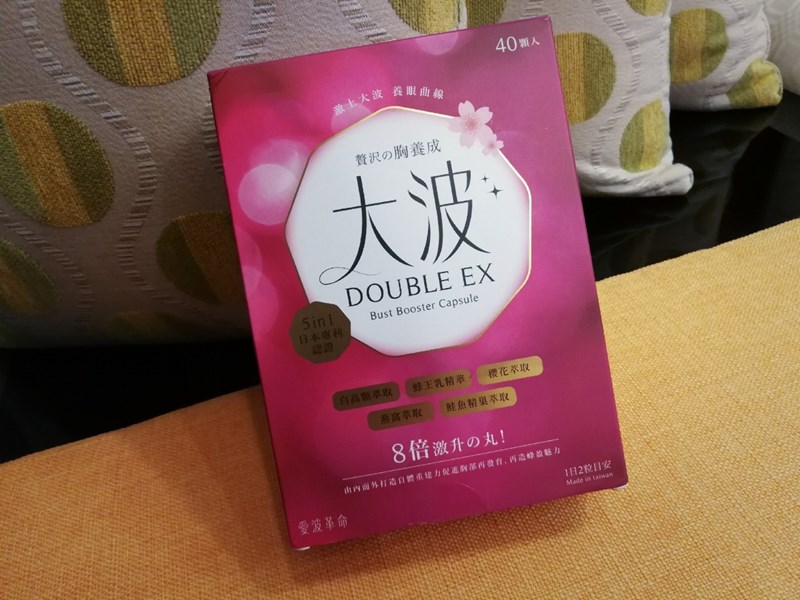 40顆入
激士大波 養眼曲線
贅沢の胸養成
大波
DOUBLE EX
Bust Booster Capsule
5in1
日本專利
認證
白高顆萃取
蜂王乳精華
櫻花萃取
燕窩萃取
鮭魚精巢萃取
8倍激升の丸!
由內而外打造自體重建力促進胸部再發育、再造峰盈魅力
1日2粒目安
Made in taiwan
愛波革命